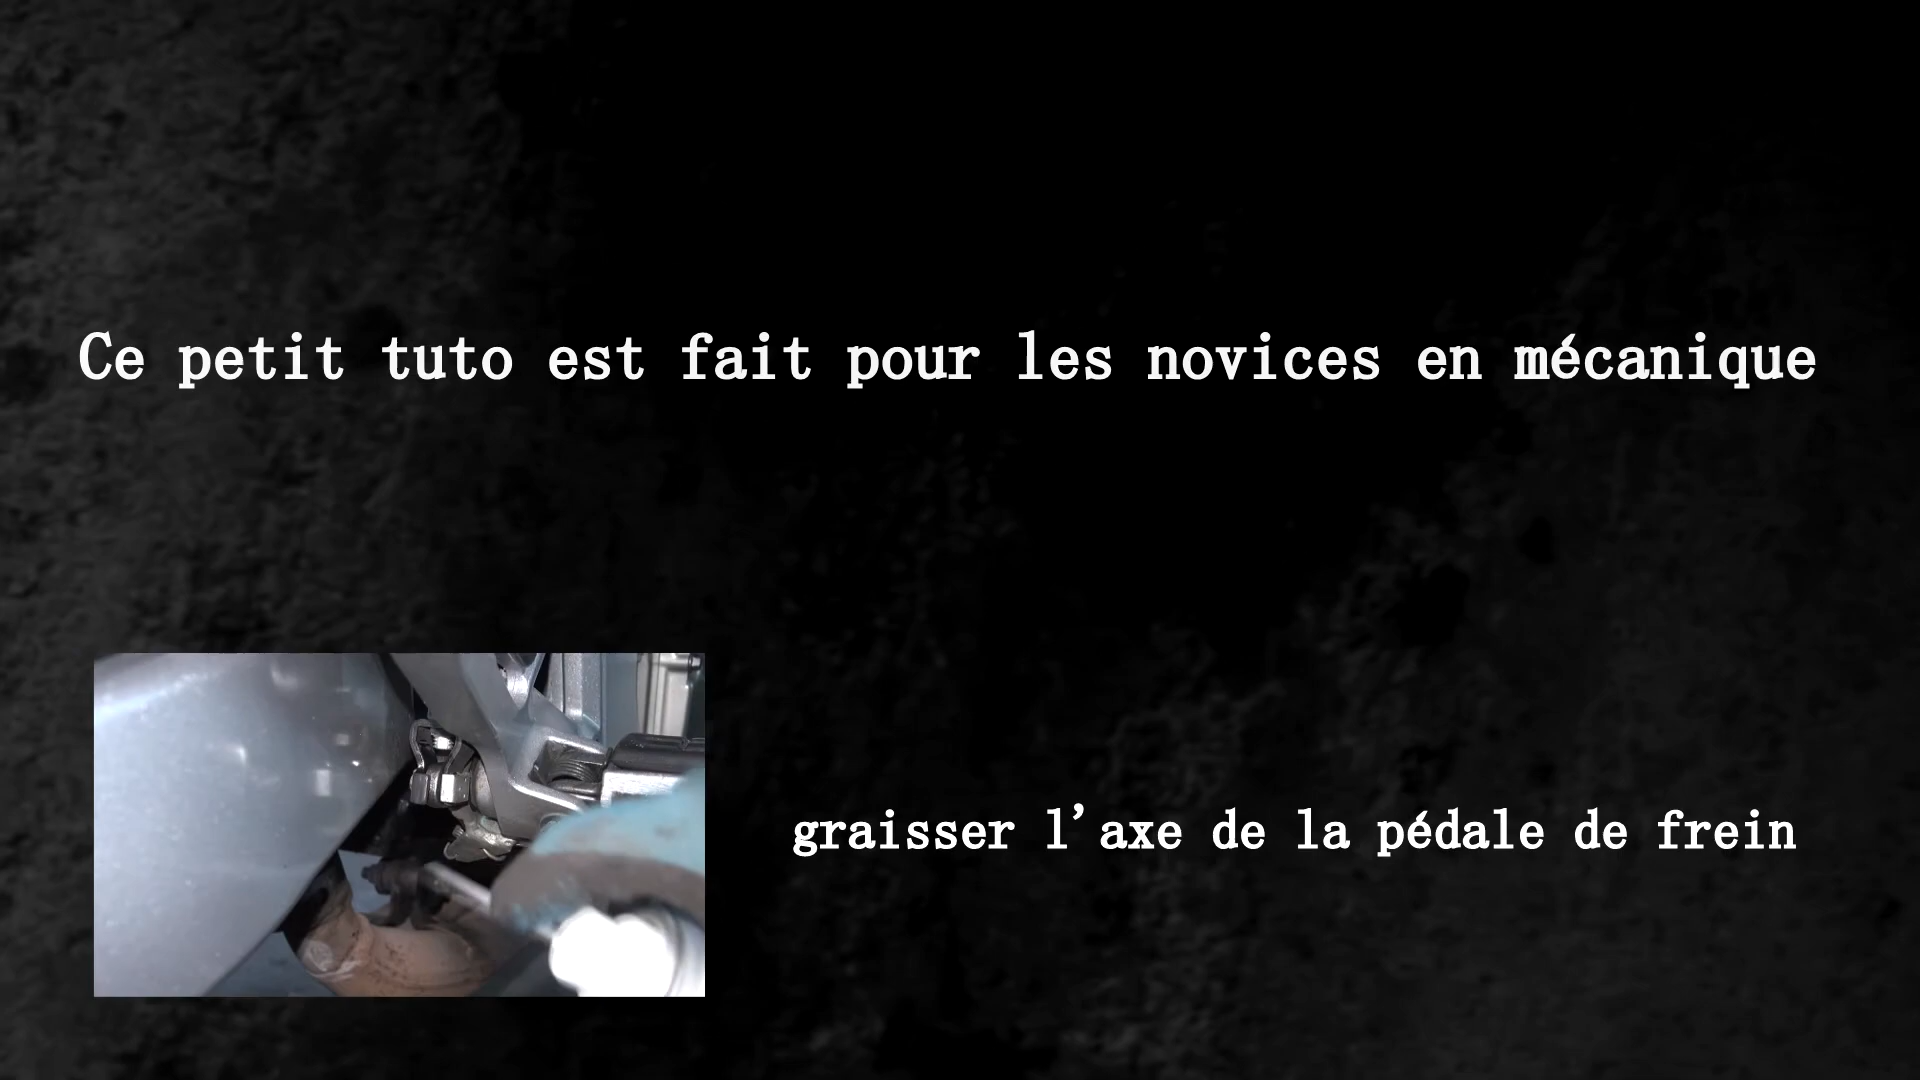 Ce petit tuto est fait pour les novices en mécanique
graisser l'axe de la pédale de frein